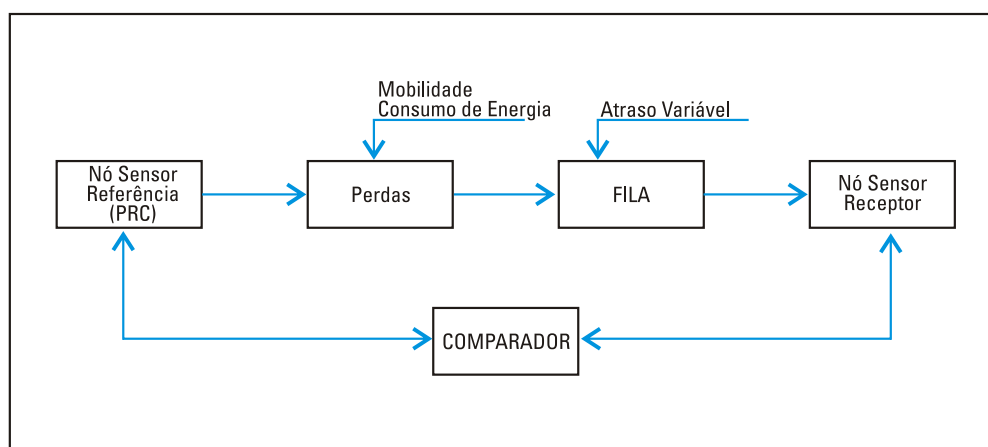 Mobilidade
Consumo de Energia
Atraso Variável
Nó Sensor
Referência
(PRC)
Perdas
FILA
Nó Sensor
Receptor
COMPARADOR